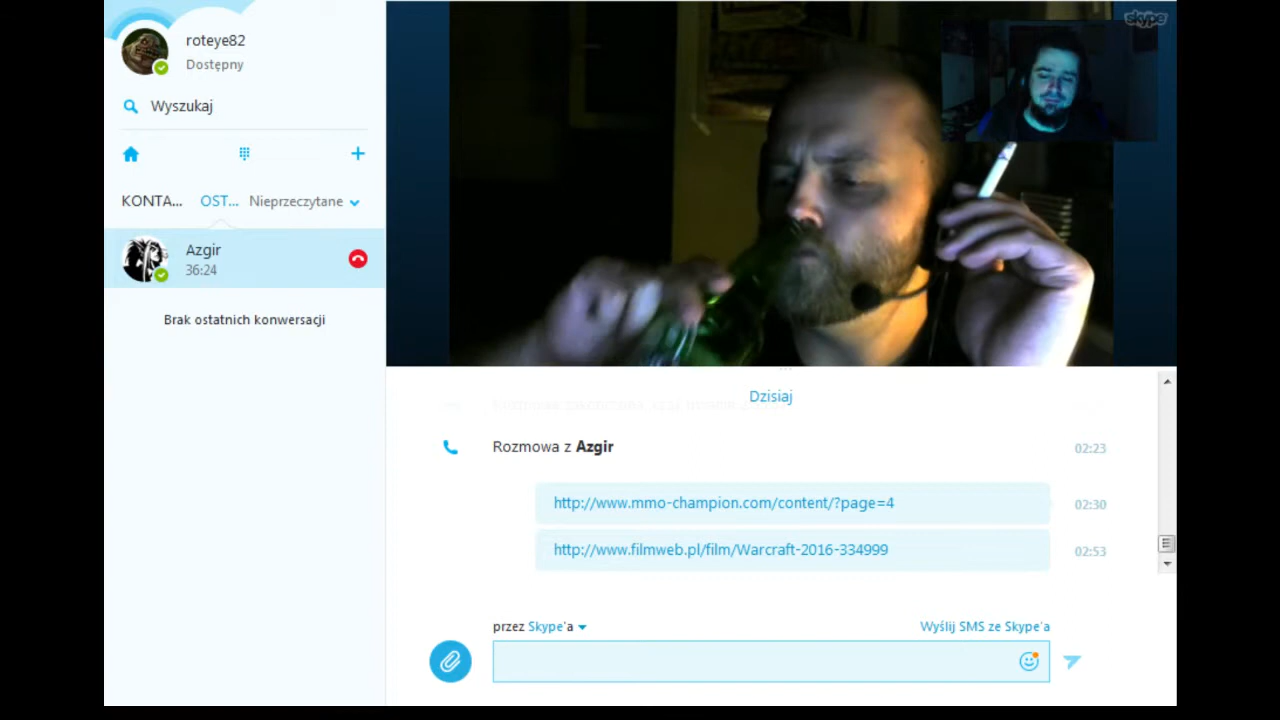 roteye82
Dostępny
Wyszukaj
KONTA...
OST...
Nieprzeczytane
Azgir
36:24
Brak ostatnich konwersacji
skype
Dzisiaj
Rozmowa z Azgir
02:23
http://www.mmo-champion.com/content/?page=4
02:30
http://www.filmweb.pl/film/Warcraft-2016-334999
02:53
przez Skype'a
Wyślij SMS ze Skype'a